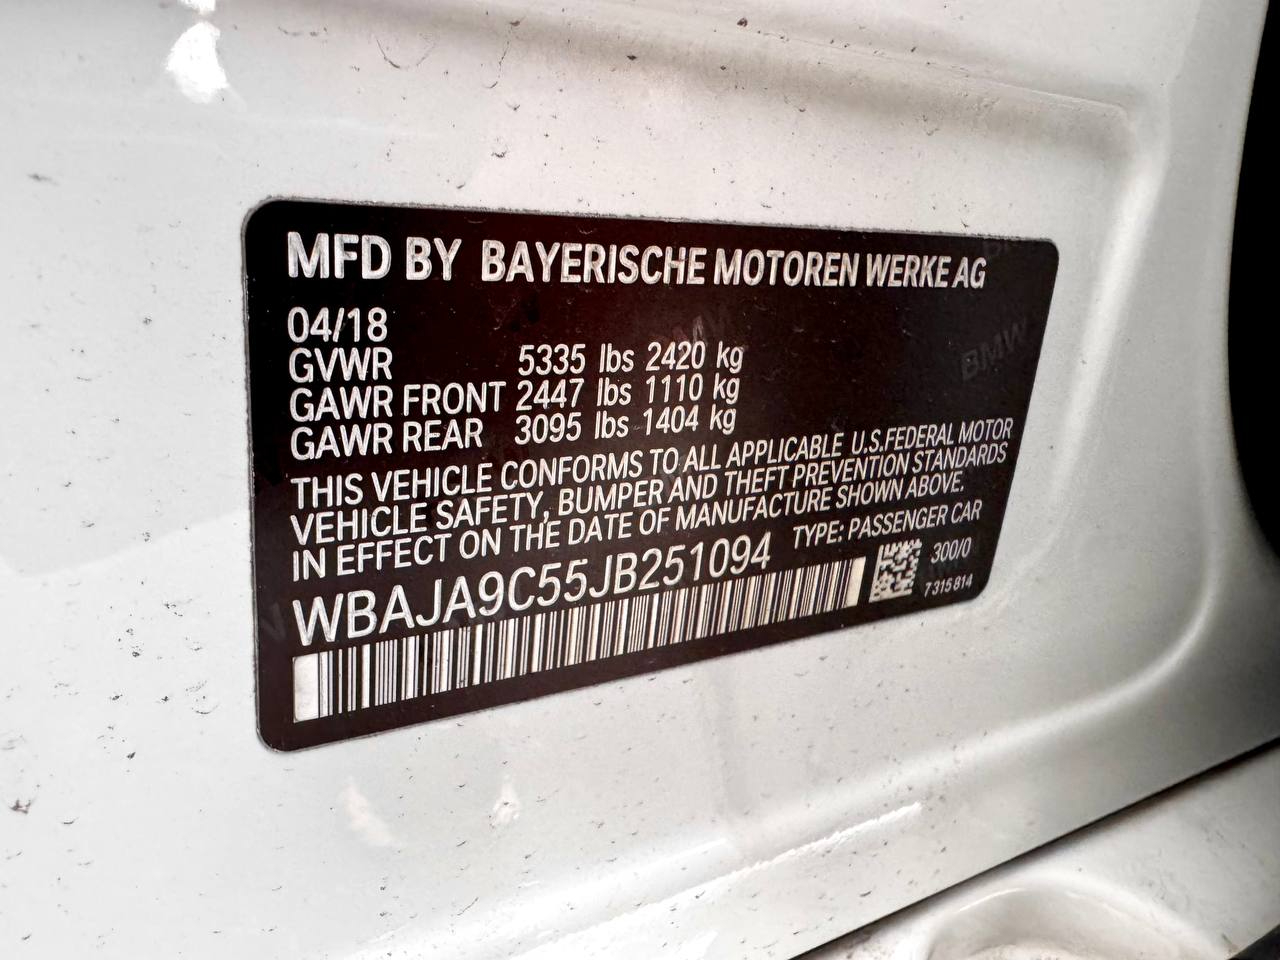 MFD BY BAYERISCHE MOTOREN WERKE AG
04/18
GVWR 5335 lbs 2420 kg
GAWR FRONT 2447 lbs 1110 kg
GAWR REAR 3095 lbs 1404 kg
THIS VEHICLE CONFORMS TO ALL APPLICABLE U.S.FEDERAL MOTOR
VEHICLE SAFETY, BUMPER AND THEFT PREVENTION STANDARDS
IN EFFECT ON THE DATE OF MANUFACTURE SHOWN ABOVE.
WBAJA9C55JB251094 TYPE: PASSENGER CAR
300/0
7 315 814
BMW